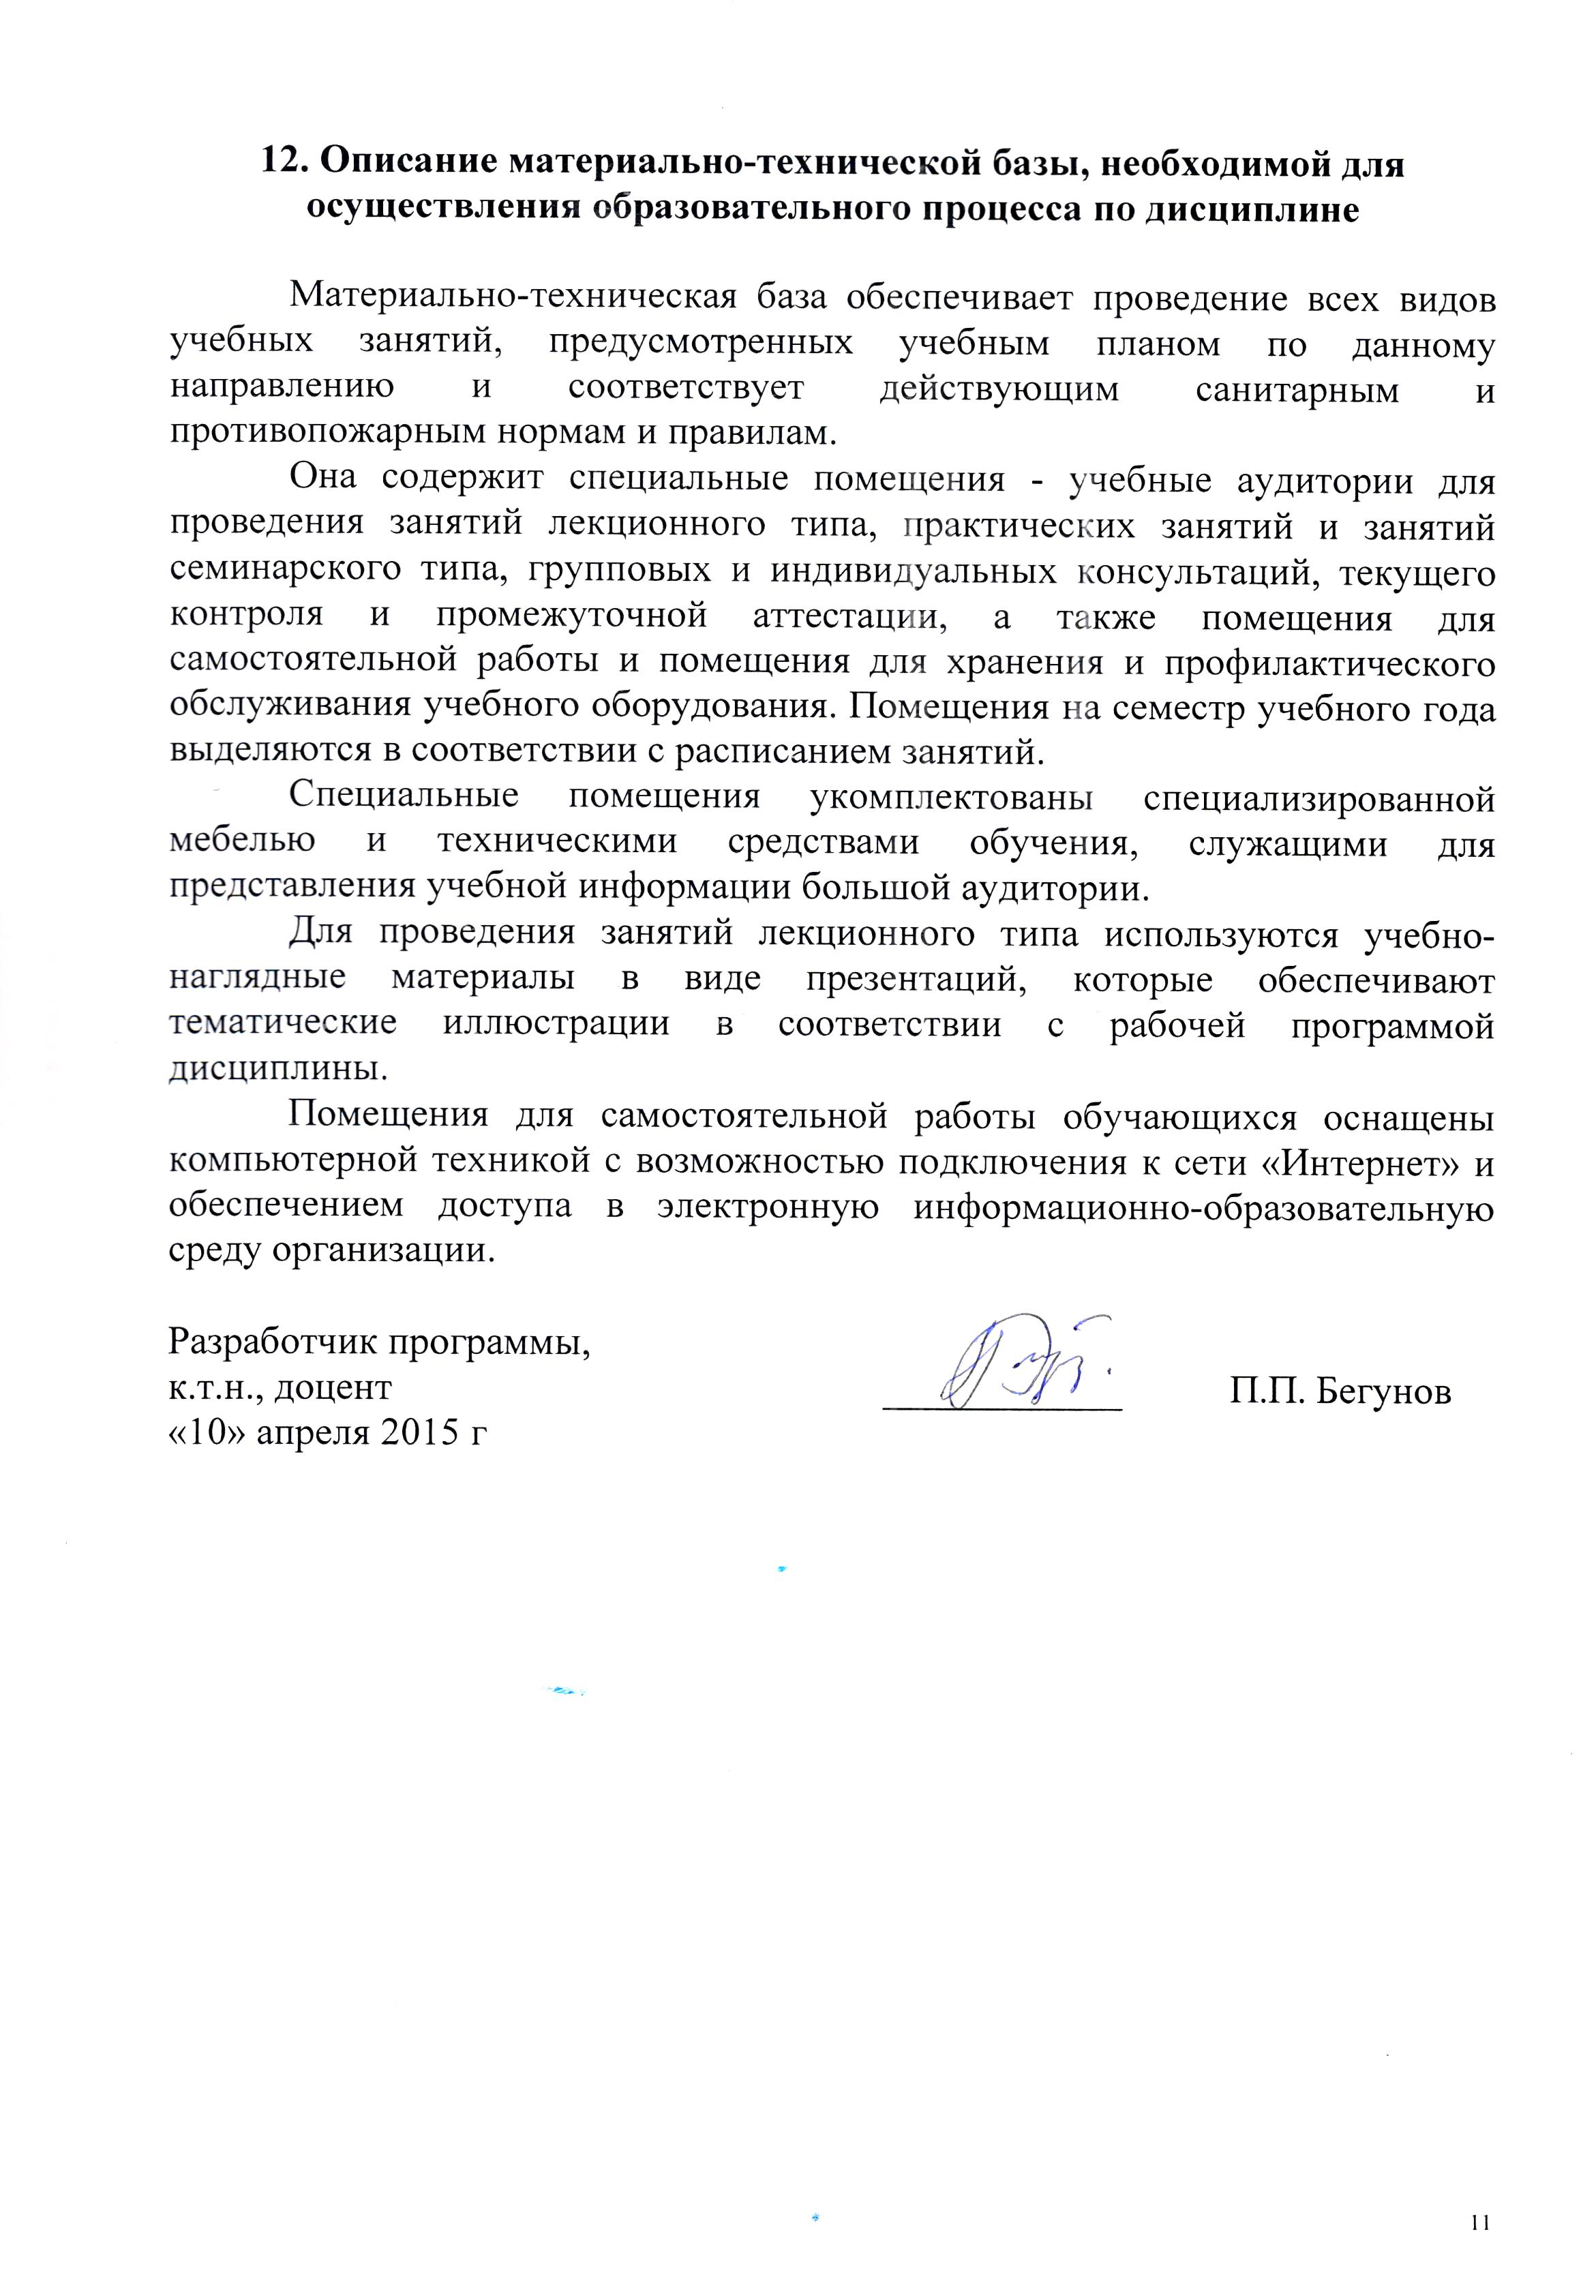 12. Описание материально-технической базы, необходимой для
осуществления образовательного процесса по дисциплине
Материально-техническая база обеспечивает проведение всех видов
учебных занятий, предусмотренных учебным планом по данному
направлению и соответствует действующим санитарным и
противопожарным нормам и правилам.
Она содержит специальные помещения - учебные аудитории для
проведения занятий лекционного типа, практических занятий и занятий
семинарского типа, групповых и индивидуальных консультаций, текущего
контроля и промежуточной аттестации, а также помещения для
самостоятельной работы и помещения для хранения и профилактического
обслуживания учебного оборудования. Помещения на семестр учебного года
выделяются в соответствии с расписанием занятий.
Специальные помещения укомплектованы специализированной
мебелью и техническими средствами обучения, служащими для
представления учебной информации большой аудитории.
Для проведения занятий лекционного типа используются учебно-
наглядные материалы в виде презентаций, которые обеспечивают
тематические иллюстрации в соответствии с рабочей программой
дисциплины.
Помещения для самостоятельной работы обучающихся оснащены
компьютерной техникой с возможностью подключения к сети «Интернет» и
обеспечением доступа в электронную информационно-образовательную
среду организации.
Разработчик программы,
к.т.н., доцент
П.П. Бегунов
«10» апреля 2015 г
11